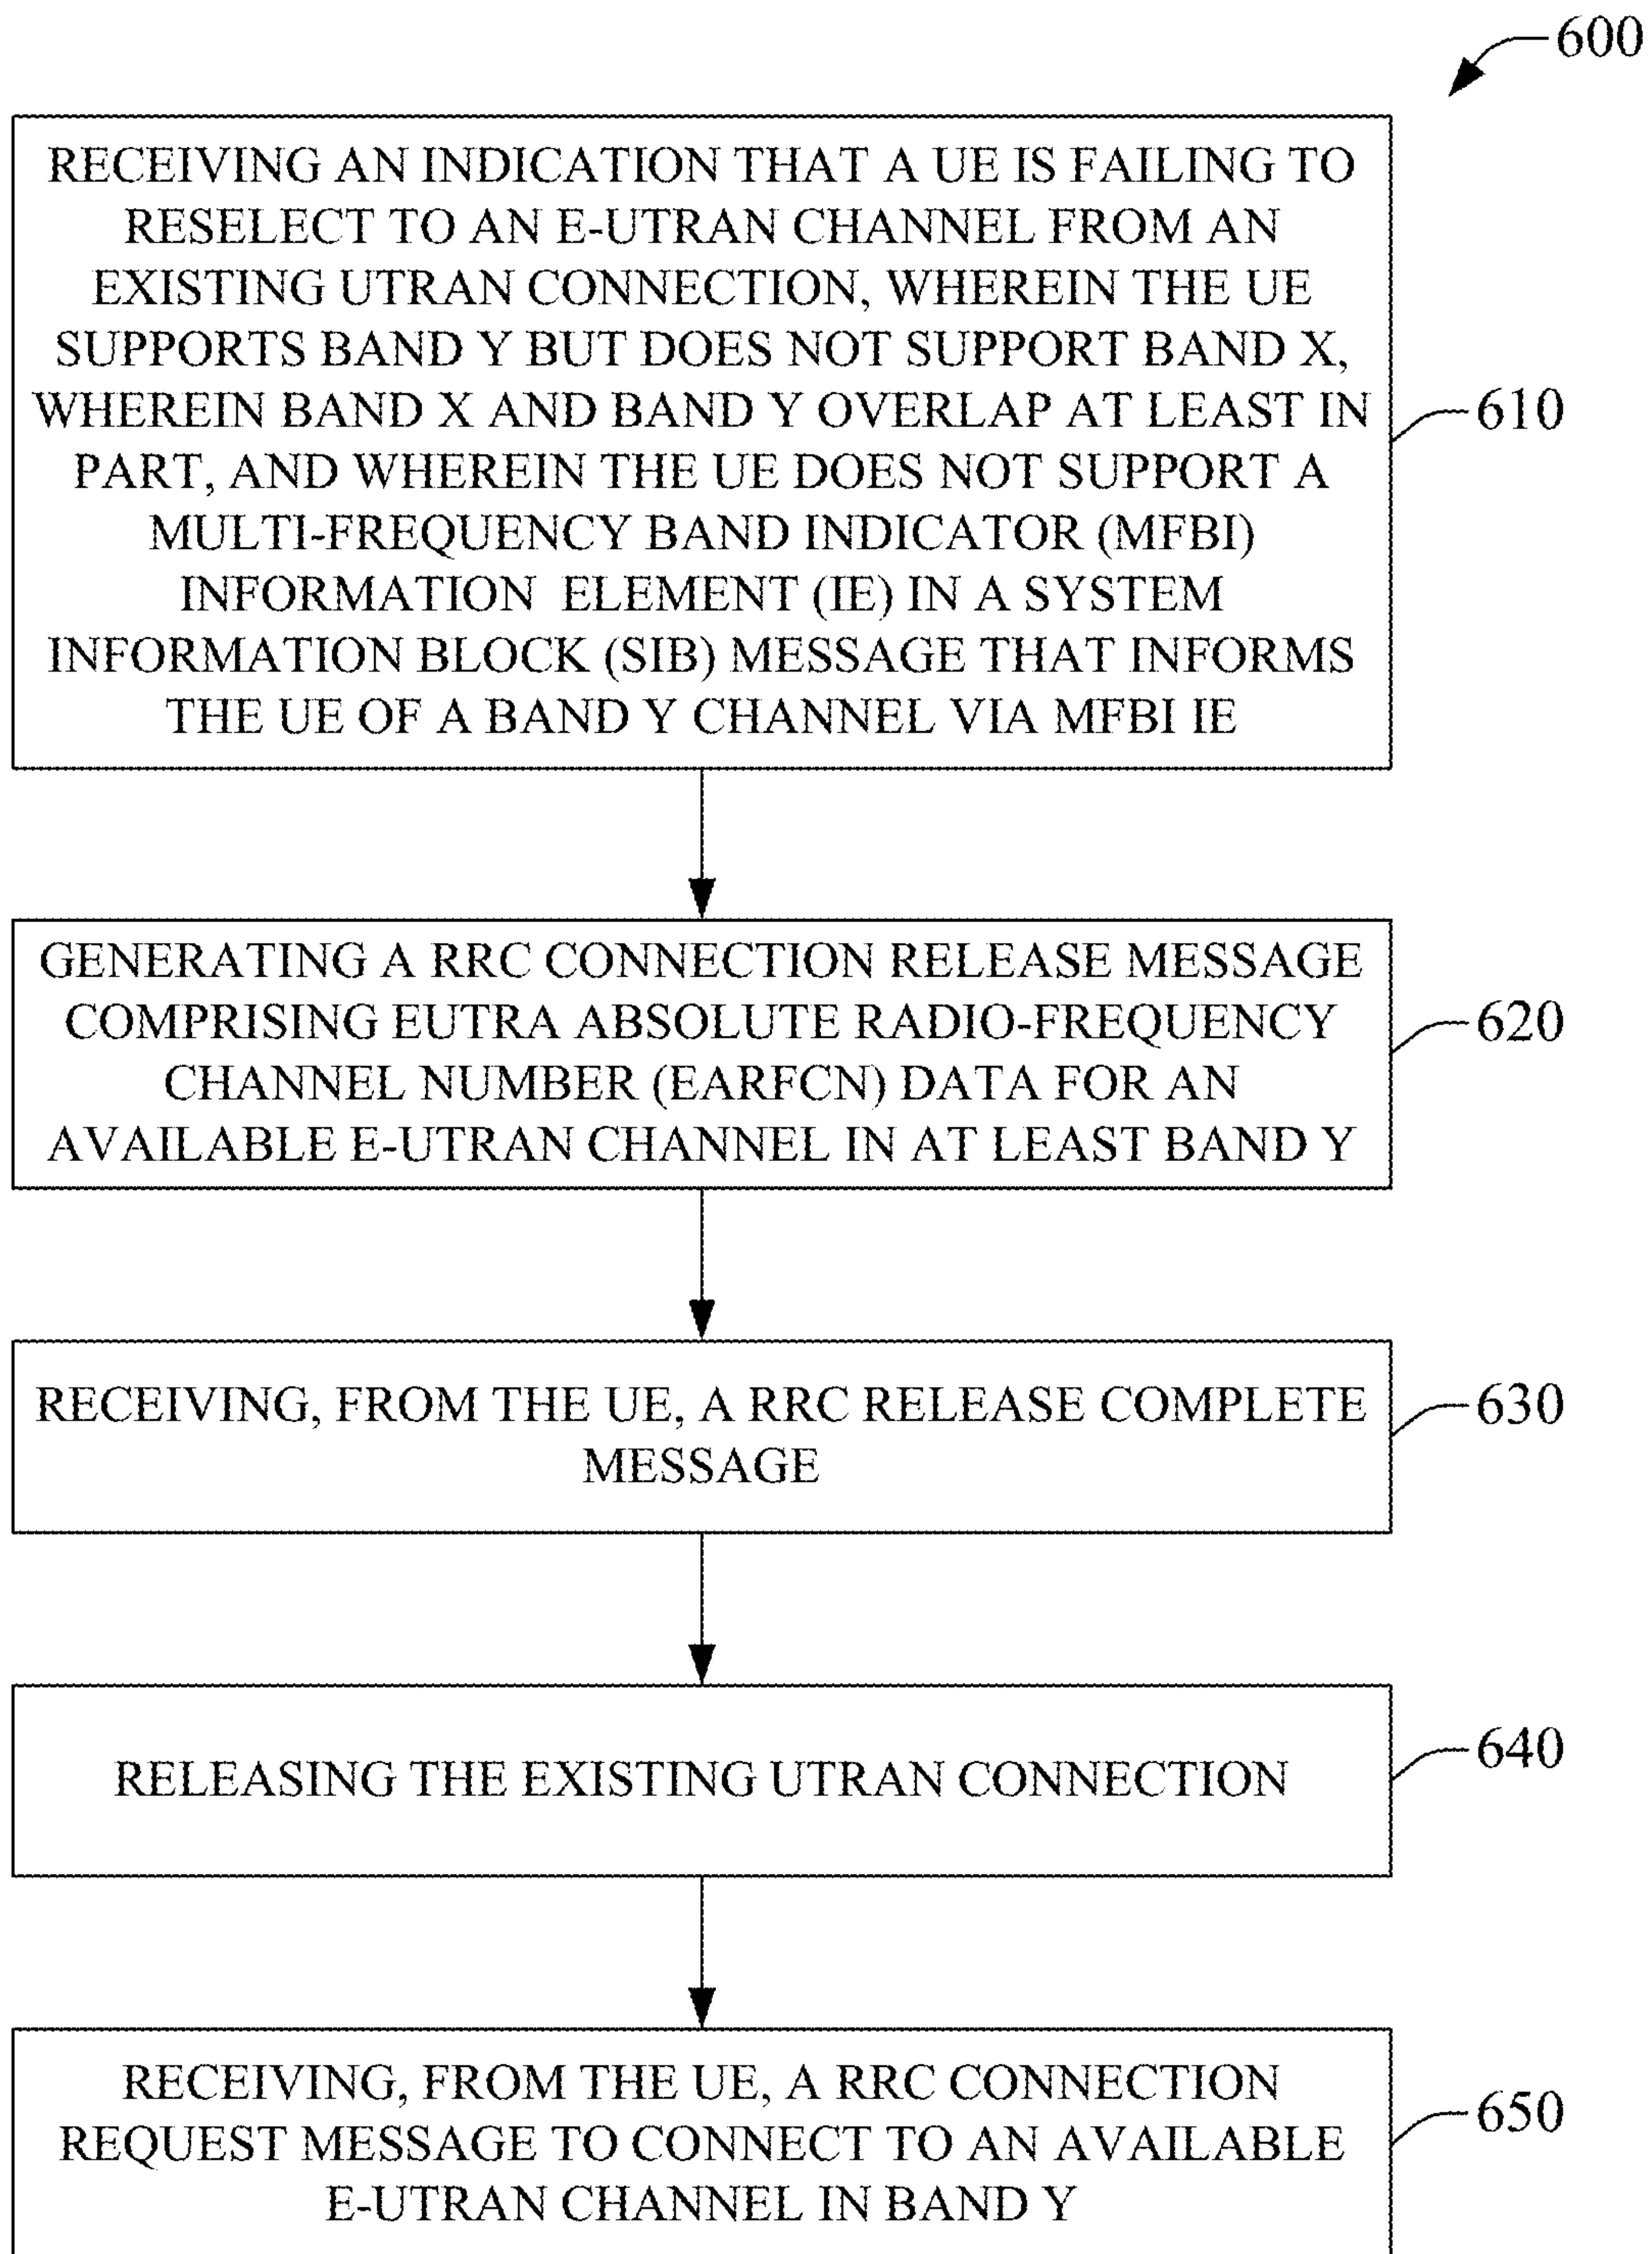 600
RECEIVING AN INDICATION THAT A UE IS FAILING TO
RESELECT TO AN E-UTRAN CHANNEL FROM AN
EXISTING UTRAN CONNECTION, WHEREIN THE UE
SUPPORTS BAND Y BUT DOES NOT SUPPORT BAND X,
WHEREIN BAND X AND BAND Y OVERLAP AT LEAST IN
PART, AND WHEREIN THE UE DOES NOT SUPPORT A
MULTI-FREQUENCY BAND INDICATOR (MFBI)
INFORMATION ELEMENT (IE) IN A SYSTEM
INFORMATION BLOCK (SIB) MESSAGE THAT INFORMS
THE UE OF A BAND Y CHANNEL VIA MFBI IE
610
GENERATING A RRC CONNECTION RELEASE MESSAGE
COMPRISING EUTRA ABSOLUTE RADIO-FREQUENCY
CHANNEL NUMBER (EARFCN) DATA FOR AN
AVAILABLE E-UTRAN CHANNEL IN AT LEAST BAND Y
620
RECEIVING, FROM THE UE, A RRC RELEASE COMPLETE
MESSAGE
630
RELEASING THE EXISTING UTRAN CONNECTION
640
RECEIVING, FROM THE UE, A RRC CONNECTION
REQUEST MESSAGE TO CONNECT TO AN AVAILABLE
E-UTRAN CHANNEL IN BAND Y
650